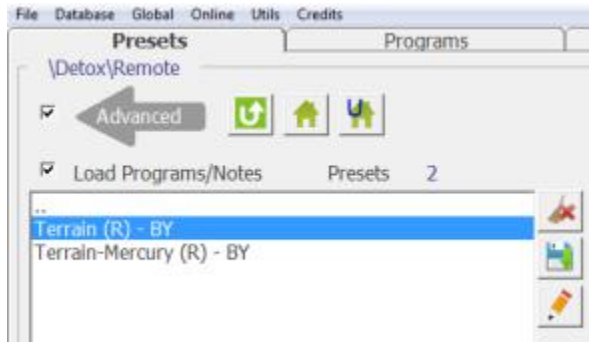 File Database Global Online Utils Credits
Presets Programs
\Detox\Remote
Advanced U
Load Programs/Notes Presets 2
..
Terrain (R) - BY
Terrain-Mercury (R) - BY